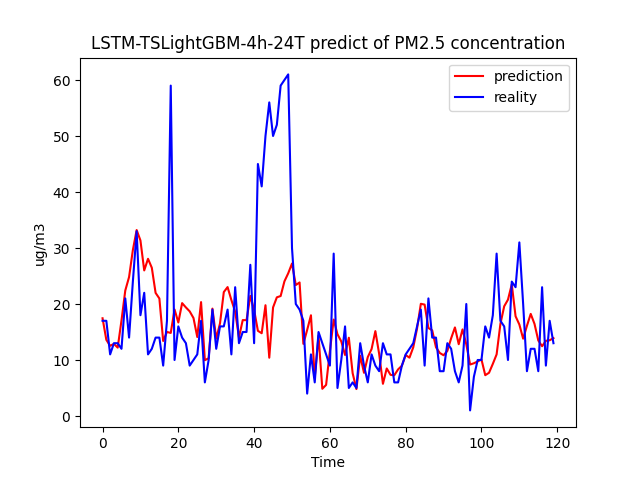 LSTM-TSLightGBM-4h-24T predict of PM2.5 concentration
prediction
reality
60
50
40
30
20
10
0
ug/m3
0 20 40 60 80 100 120
Time